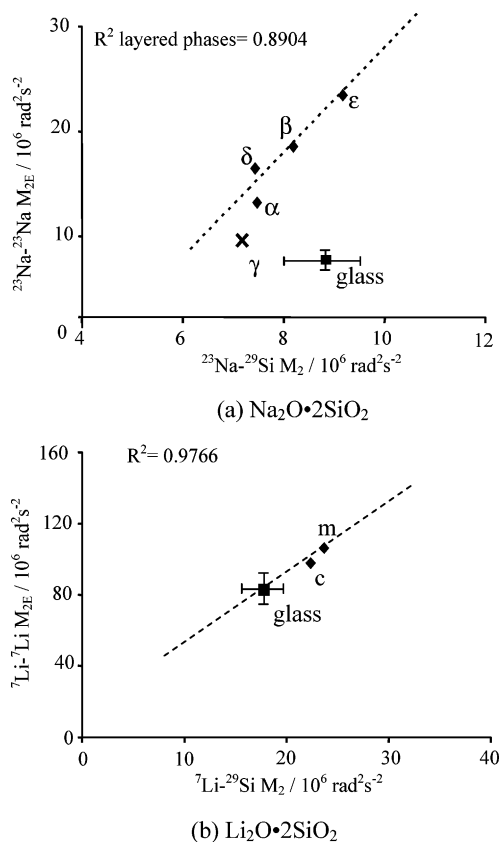 R² layered phases= 0.8904
30
20
10
0
4
6
8
10
12
²³Na-²³Na M₂E / 10⁶ rad²s⁻²
δ
β
ε
α
γ
glass
²³Na-²⁹Si M₂ / 10⁶ rad²s⁻²
(a) Na₂O•2SiO₂
R²= 0.9766
160
120
80
40
0
0
10
20
30
40
⁷Li-⁷Li M₂E / 10⁶ rad²s⁻²
m
c
glass
⁷Li-²⁹Si M₂ / 10⁶ rad²s⁻²
(b) Li₂O•2SiO₂